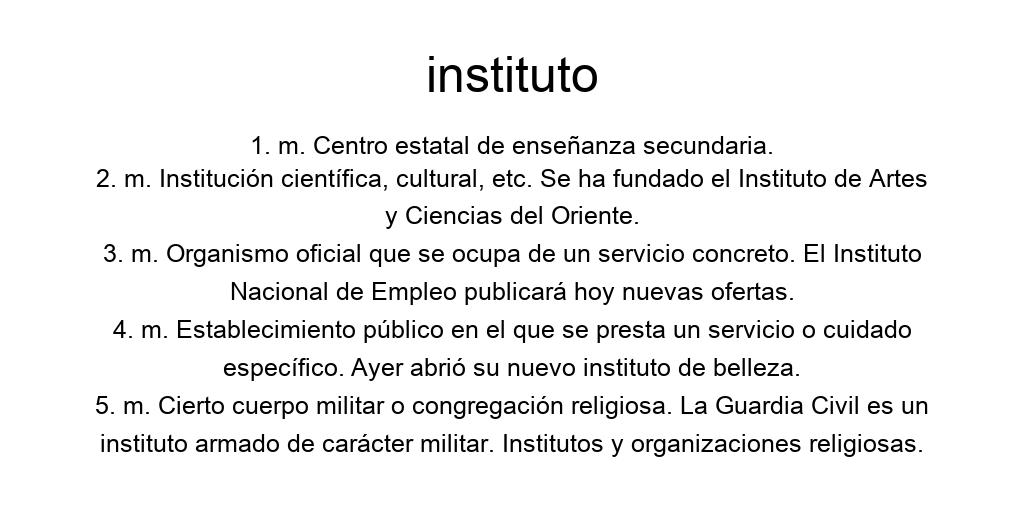 instituto
1. m. Centro estatal de enseñanza secundaria.
2. m. Institución científica, cultural, etc. Se ha fundado el Instituto de Artes
y Ciencias del Oriente.
3. m. Organismo oficial que se ocupa de un servicio concreto. El Instituto
Nacional de Empleo publicará hoy nuevas ofertas.
4. m. Establecimiento público en el que se presta un servicio o cuidado
específico. Ayer abrió su nuevo instituto de belleza.
5. m. Cierto cuerpo militar o congregación religiosa. La Guardia Civil es un
instituto armado de carácter militar. Institutos y organizaciones religiosas.